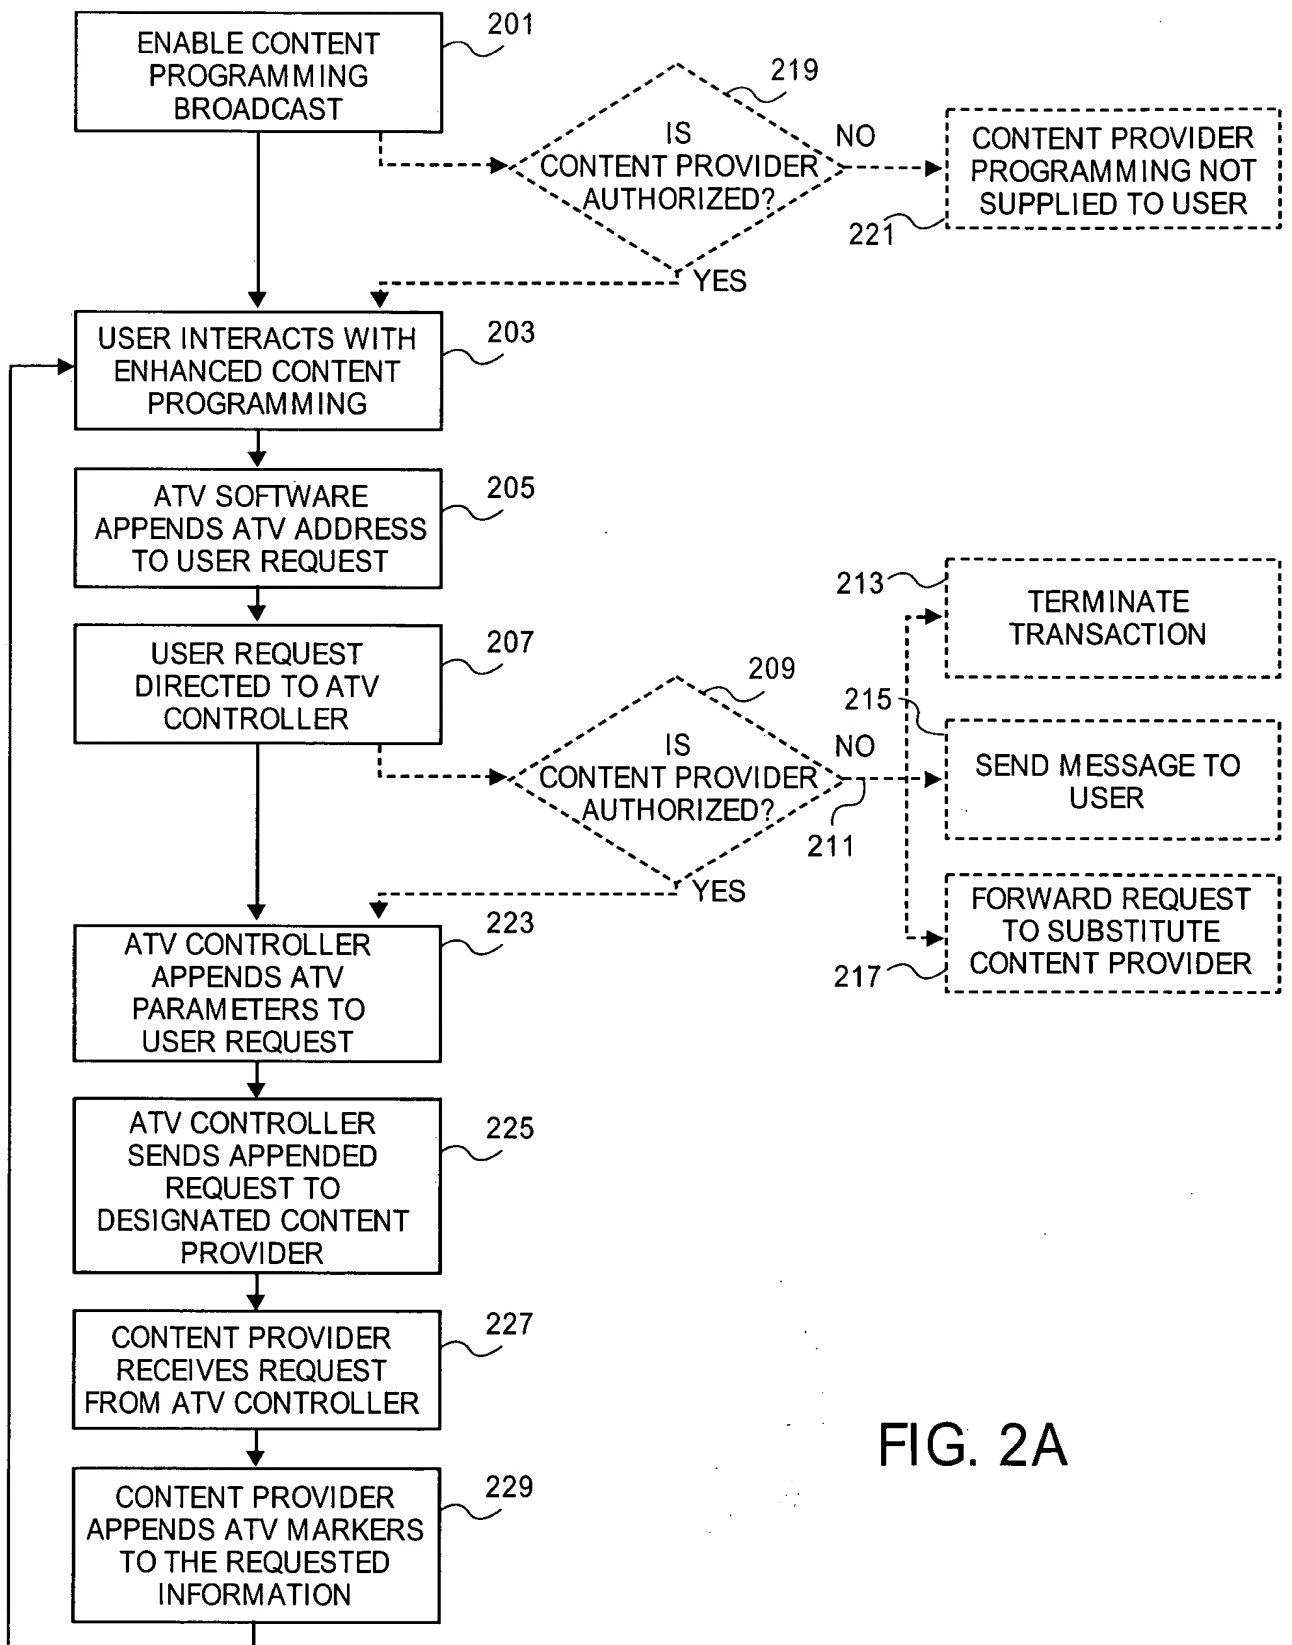 ENABLE CONTENT
PROGRAMMING
BROADCAST
201
IS
CONTENT PROVIDER
AUTHORIZED?
219
NO
YES
CONTENT PROVIDER
PROGRAMMING NOT
SUPPLIED TO USER
221
USER INTERACTS WITH
ENHANCED CONTENT
PROGRAMMING
203
ATV SOFTWARE
APPENDS ATV ADDRESS
TO USER REQUEST
205
USER REQUEST
DIRECTED TO ATV
CONTROLLER
207
IS
CONTENT PROVIDER
AUTHORIZED?
209
NO
211
YES
213
TERMINATE
TRANSACTION
215
SEND MESSAGE TO
USER
FORWARD REQUEST
TO SUBSTITUTE
CONTENT PROVIDER
217
ATV CONTROLLER
APPENDS ATV
PARAMETERS TO
USER REQUEST
223
ATV CONTROLLER
SENDS APPENDED
REQUEST TO
DESIGNATED CONTENT
PROVIDER
225
CONTENT PROVIDER
RECEIVES REQUEST
FROM ATV CONTROLLER
227
CONTENT PROVIDER
APPENDS ATV MARKERS
TO THE REQUESTED
INFORMATION
229
FIG. 2A